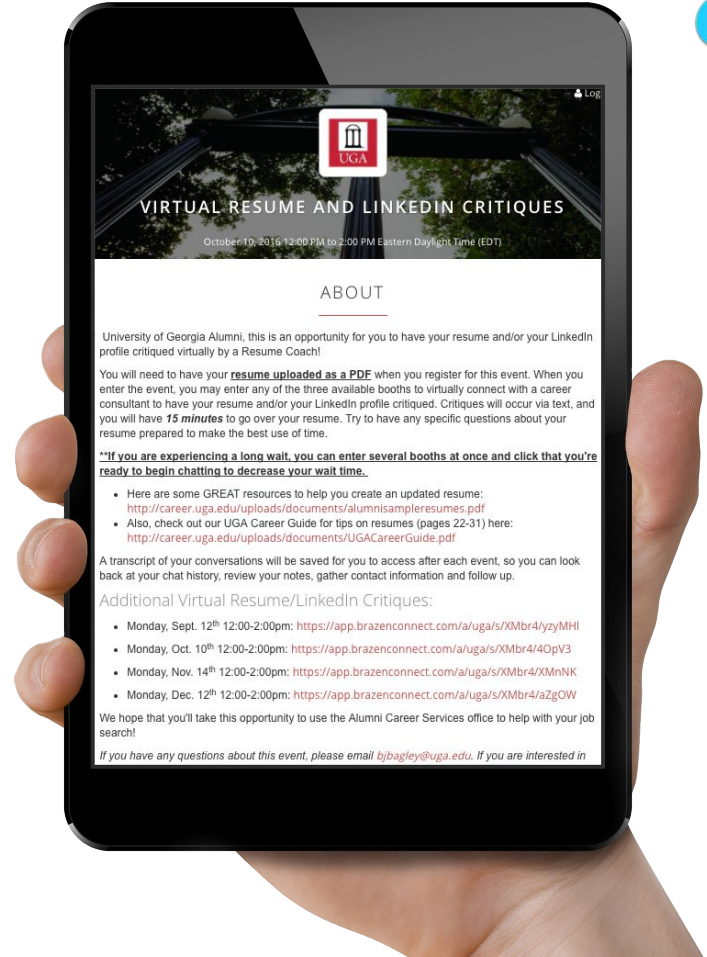 Log
UGA
VIRTUAL RESUME AND LINKEDIN CRITIQUES
October 10, 2016 12:00 PM to 2:00 PM Eastern Daylight Time (EDT)
ABOUT
University of Georgia Alumni, this is an opportunity for you to have your resume and/or your LinkedIn
profile critiqued virtually by a Resume Coach!
You will need to have your resume uploaded as a PDF when you register for this event. When you
enter the event, you may enter any of the three available booths to virtually connect with a career
consultant to have your resume and/or your LinkedIn profile critiqued. Critiques will occur via text, and
you will have 15 minutes to go over your resume. Try to have any specific questions about your
resume prepared to make the best use of time.
**If you are experiencing a long wait, you can enter several booths at once and click that you're
ready to begin chatting to decrease your wait time.
• Here are some GREAT resources to help you create an updated resume:
http://career.uga.edu/uploads/documents/alumnisampleresumes.pdf
• Also, check out our UGA Career Guide for tips on resumes (pages 22-31) here:
http://career.uga.edu/uploads/documents/UGACareerGuide.pdf
A transcript of your conversations will be saved for you to access after each event, so you can look
back at your chat history, review your notes, gather contact information and follow up.
Additional Virtual Resume/LinkedIn Critiques:
• Monday, Sept. 12th 12:00-2:00pm: https://app.brazenconnect.com/a/uga/s/XMbr4/yzyMHl
• Monday, Oct. 10th 12:00-2:00pm: https://app.brazenconnect.com/a/uga/s/XMbr4/4OpV3
• Monday, Nov. 14th 12:00-2:00pm: https://app.brazenconnect.com/a/uga/s/XMbr4/XMnNK
• Monday, Dec. 12th 12:00-2:00pm: https://app.brazenconnect.com/a/uga/s/XMbr4/aZgOW
We hope that you'll take this opportunity to use the Alumni Career Services office to help with your job
search!
If you have any questions about this event, please email bjbagley@uga.edu. If you are interested in